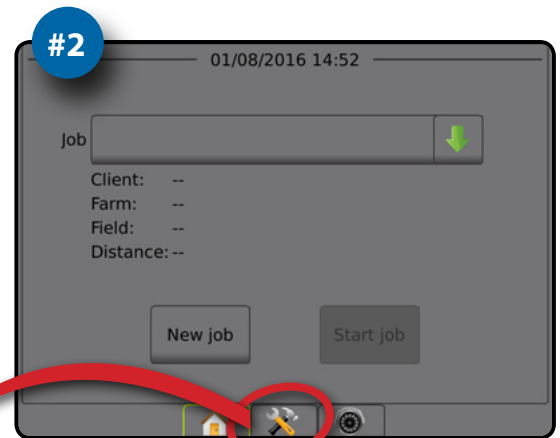 #2
01/08/2016 14:52
Job
Client: --
Farm: --
Field: --
Distance: --
New job
Start job